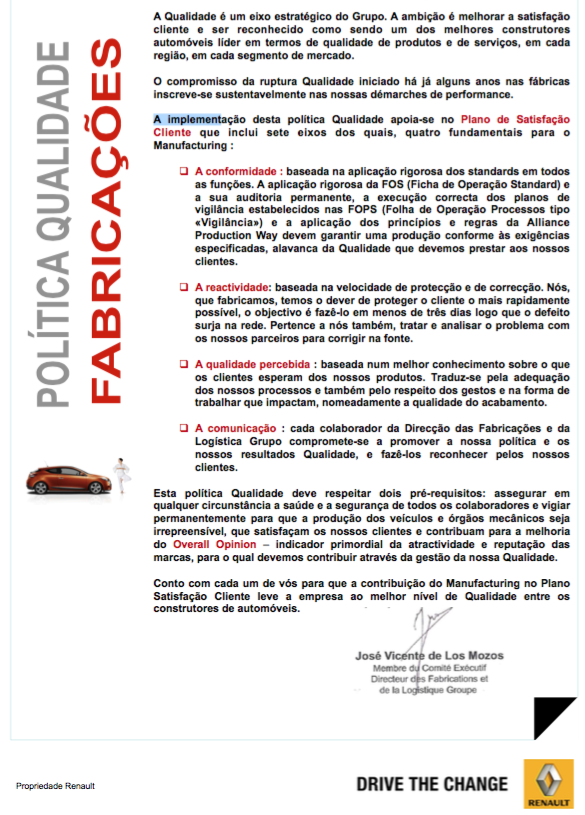 POLÍTICA QUALIDADE
FABRICAÇÕES
A Qualidade é um eixo estratégico do Grupo. A ambição é melhorar a satisfação
cliente e ser reconhecido como sendo um dos melhores construtores
automóveis líder em termos de qualidade de produtos e de serviços, em cada
região, em cada segmento de mercado.
O compromisso da ruptura Qualidade iniciado há já alguns anos nas fábricas
inscreve-se sustentavelmente nas nossas démarches de performance.
A implementação desta política Qualidade apoia-se no Plano de Satisfação
Cliente que inclui sete eixos dos quais, quatro fundamentais para o
Manufacturing :
❑ A conformidade : baseada na aplicação rigorosa dos standards em todos
as funções. A aplicação rigorosa da FOS (Ficha de Operação Standard) e
a sua auditoria permanente, a execução correcta dos planos de
vigilância estabelecidos nas FOPS (Folha de Operação Processos tipo
«Vigilância») e a aplicação dos princípios e regras da Alliance
Production Way devem garantir uma produção conforme às exigências
especificadas, alavanca da Qualidade que devemos prestar aos nossos
clientes.
❑ A reactividade: baseada na velocidade de protecção e de correcção. Nós,
que fabricamos, temos o dever de proteger o cliente o mais rapidamente
possível, o objectivo é fazê-lo em menos de três dias logo que o defeito
surja na rede. Pertence a nós também, tratar e analisar o problema com
os nossos parceiros para corrigir na fonte.
❑ A qualidade percebida : baseada num melhor conhecimento sobre o que
os clientes esperam dos nossos produtos. Traduz-se pela adequação
dos nossos processos e também pelo respeito dos gestos e na forma de
trabalhar que impactam, nomeadamente a qualidade do acabamento.
❑ A comunicação : cada colaborador da Direcção das Fabricações e da
Logística Grupo compromete-se a promover a nossa política e os
nossos resultados Qualidade, e fazê-los reconhecer pelos nossos
clientes.
Esta política Qualidade deve respeitar dois pré-requisitos: assegurar em
qualquer circunstância a saúde e a segurança de todos os colaboradores e vigiar
permanentemente para que a produção dos veículos e órgãos mecânicos seja
irrepreensível, que satisfaçam os nossos clientes e contribuam para a melhoria
do Overall Opinion – indicador primordial da atractividade e reputação das
marcas, para o qual devemos contribuir através da gestão da nossa Qualidade.
Conto com cada um de vós para que a contribuição do Manufacturing no Plano
Satisfação Cliente leve a empresa ao melhor nível de Qualidade entre os
construtores de automóveis.
José Vicente de Los Mozos
Membre du Comité Exécutif
Directeur des Fabrications et
de la Logistique Groupe
Propriedade Renault
DRIVE THE CHANGE
RENAULT